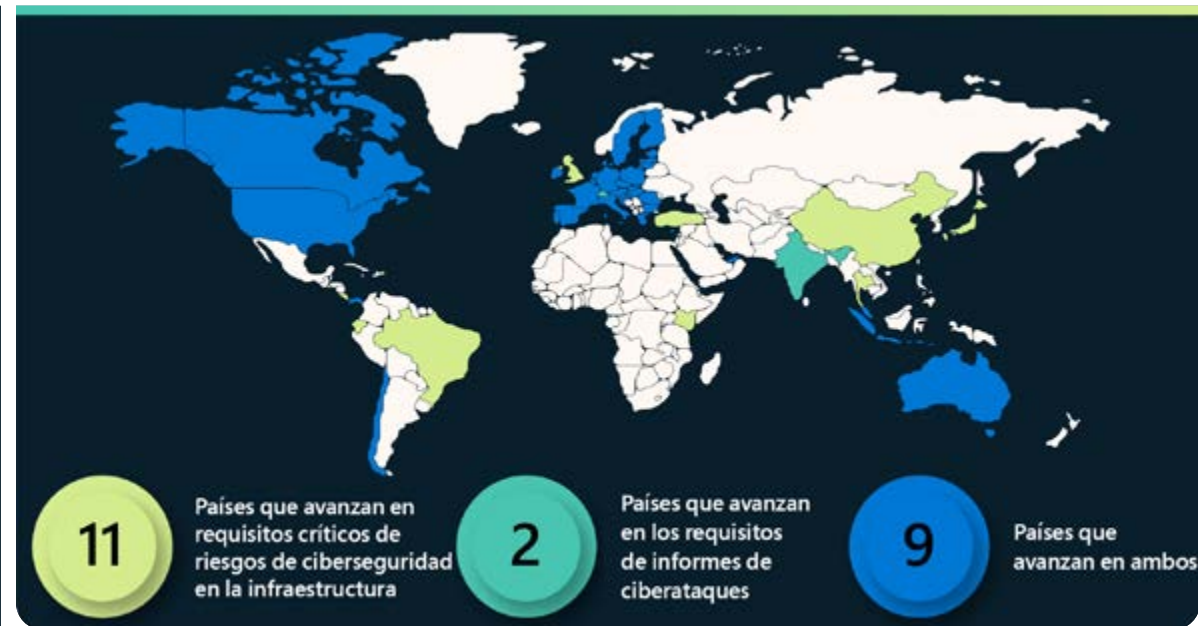 11
Países que avanzan en
requisitos críticos de
riesgos de ciberseguridad
en la infraestructura
2
Países que avanzan
en los requisitos
de informes de
ciberataques
9
Países que
avanzan en ambos